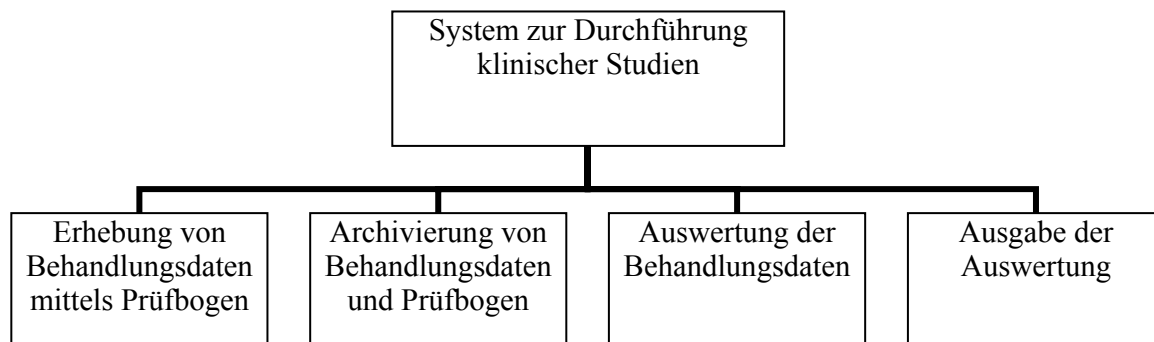 System zur Durchführung
klinischer Studien
Erhebung von
Behandlungsdaten
mittels Prüfbogen
Archivierung von
Behandlungsdaten
und Prüfbogen
Auswertung der
Behandlungsdaten
Ausgabe der
Auswertung